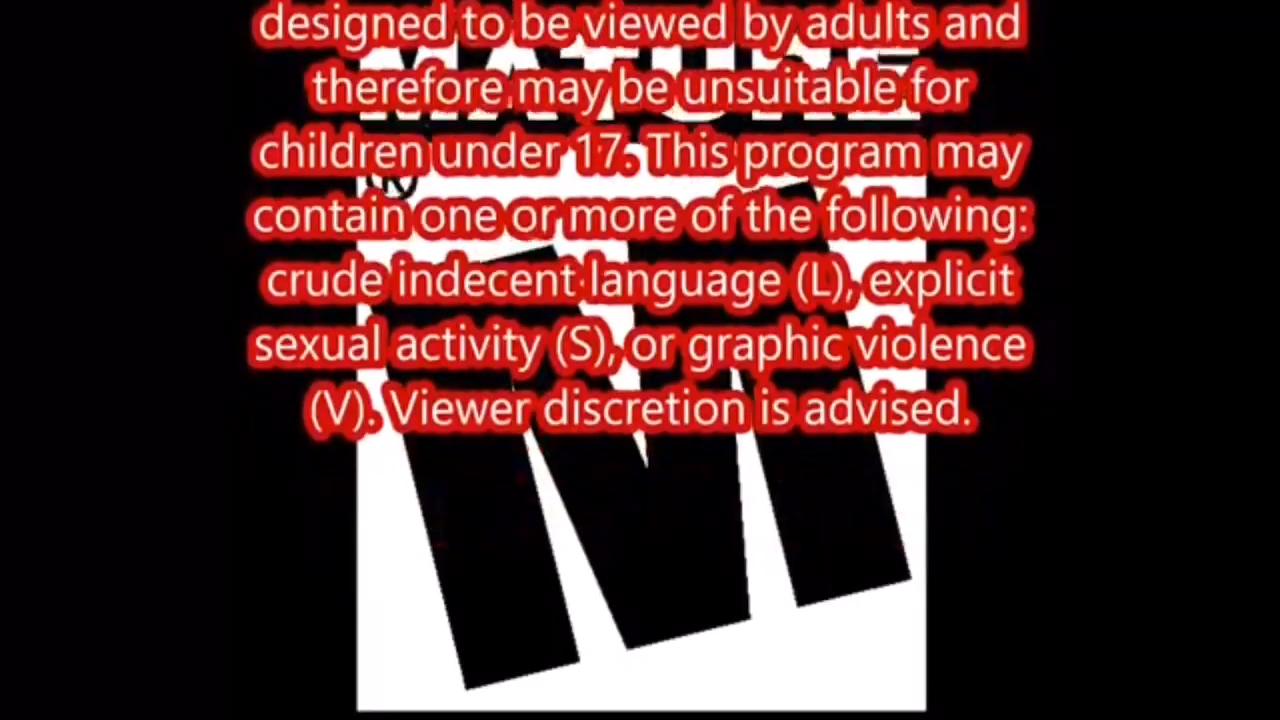 designed to be viewed by adults and
MATURE
therefore may be unsuitable for
children under 17. This program may
®
contain one or more of the following:
crude indecent language (L), explicit
sexual activity (S), or graphic violence
(V). Viewer discretion is advised.
M